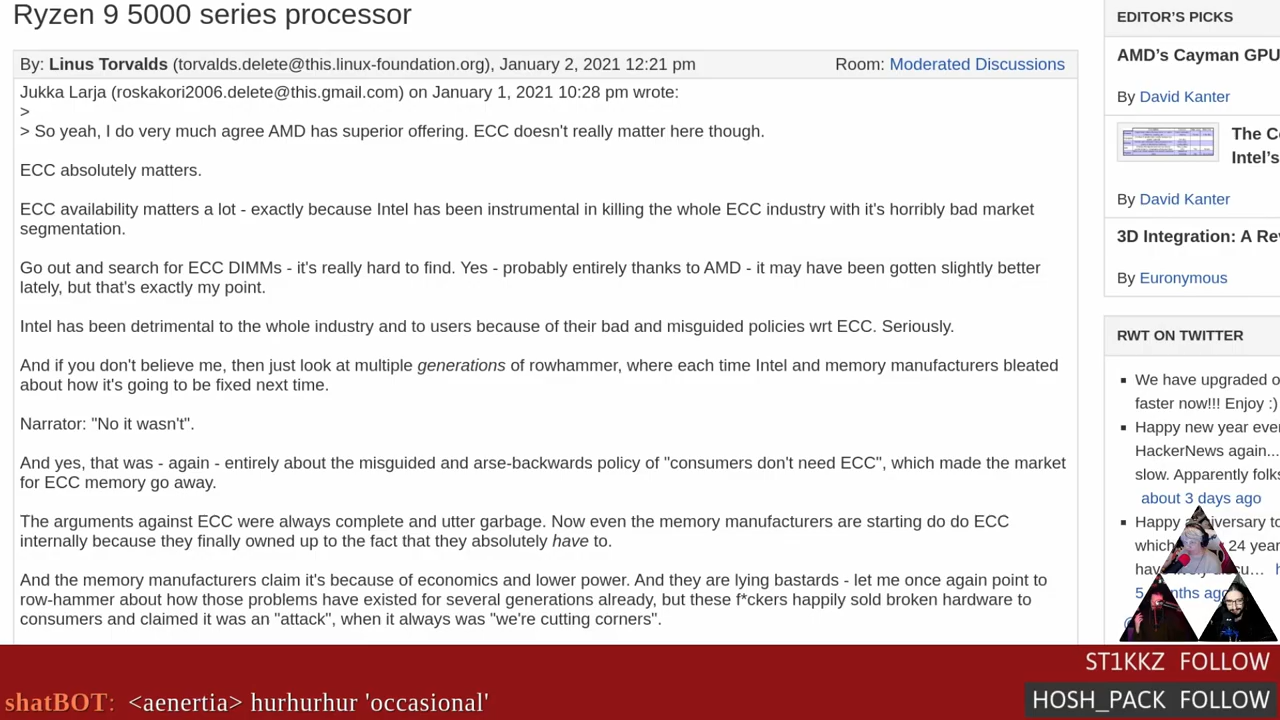 Ryzen 9 5000 series processor
By: Linus Torvalds (torvalds.delete@this.linux-foundation.org), January 2, 2021 12:21 pm
Room: Moderated Discussions
Jukka Larja (roskakori2006.delete@this.gmail.com) on January 1, 2021 10:28 pm wrote:
>
> So yeah, I do very much agree AMD has superior offering. ECC doesn't really matter here though.
ECC absolutely matters.
ECC availability matters a lot - exactly because Intel has been instrumental in killing the whole ECC industry with it's horribly bad market
segmentation.
Go out and search for ECC DIMMs - it's really hard to find. Yes - probably entirely thanks to AMD - it may have been gotten slightly better
lately, but that's exactly my point.
Intel has been detrimental to the whole industry and to users because of their bad and misguided policies wrt ECC. Seriously.
And if you don't believe me, then just look at multiple generations of rowhammer, where each time Intel and memory manufacturers bleated
about how it's going to be fixed next time.
Narrator: "No it wasn't".
And yes, that was - again - entirely about the misguided and arse-backwards policy of "consumers don't need ECC", which made the market
for ECC memory go away.
The arguments against ECC were always complete and utter garbage. Now even the memory manufacturers are starting do do ECC
internally because they finally owned up to the fact that they absolutely have to.
And the memory manufacturers claim it's because of economics and lower power. And they are lying bastards - let me once again point to
row-hammer about how those problems have existed for several generations already, but these f*ckers happily sold broken hardware to
consumers and claimed it was an "attack", when it always was "we're cutting corners".
EDITOR'S PICKS
AMD's Cayman GPU
By David Kanter
The
Intel's
By David Kanter
3D Integration: A
By Euronymous
RWT ON TWITTER
We have upgraded
faster now!!! Enjoy :)
Happy new year
HackerNews again...
slow. Apparently
about 3 days ago
Happy
which 24
have
5 ago
ST1KKZ FOLLOW
HOSH_PACK FOLLOW
shatBOT: <aenertia> hurhurhur 'occasional'